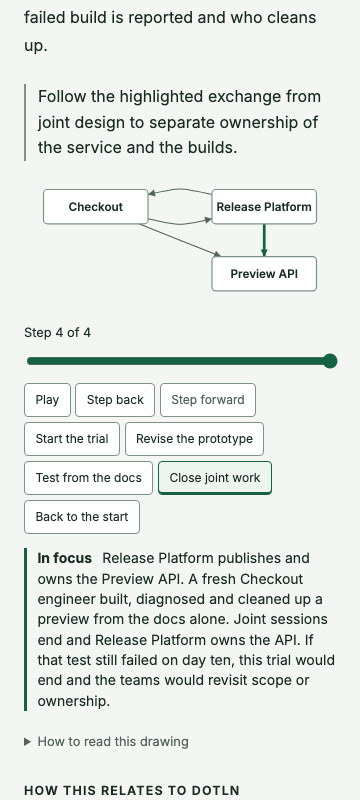 failed build is reported and who cleans
up.
Follow the highlighted exchange from
joint design to separate ownership of
the service and the builds.
Checkout
Release Platform
Preview API
Step 4 of 4
Play
Step back
Step forward
Start the trial
Revise the prototype
Test from the docs
Close joint work
Back to the start
In focus Release Platform publishes and
owns the Preview API. A fresh Checkout
engineer built, diagnosed and cleaned up a
preview from the docs alone. Joint sessions
end and Release Platform owns the API. If
that test still failed on day ten, this trial would
end and the teams would revisit scope or
ownership.
How to read this drawing
HOW THIS RELATES TO DOTLN